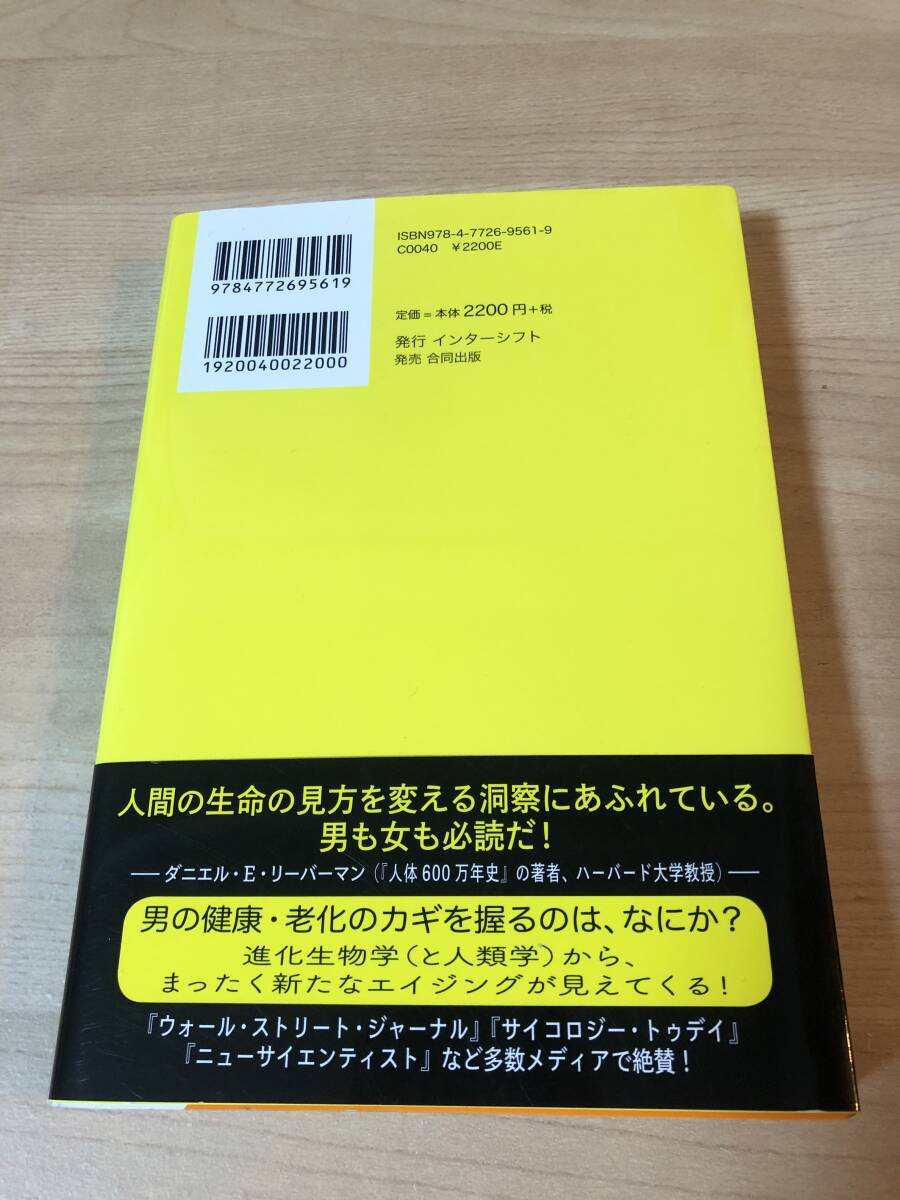 9784772695619
1920040022000
ISBN978-4-7726-9561-9
C0040 ￥2200E
定価＝本体2200円＋税
発行 インターシフト
発売 合同出版
人間の生命の見方を変える洞察にあふれている。
男も女も必読だ！
― ダニエル・E・リーバーマン（『人体600万年史』の著者、ハーバード大学教授）―
男の健康・老化のカギを握るのは、なにか？
進化生物学（と人類学）から、
まったく新たなエイジングが見えてくる！
『ウォール・ストリート・ジャーナル』『サイコロジー・トゥデイ』
『ニューサイエンティスト』など多数メディアで絶賛！